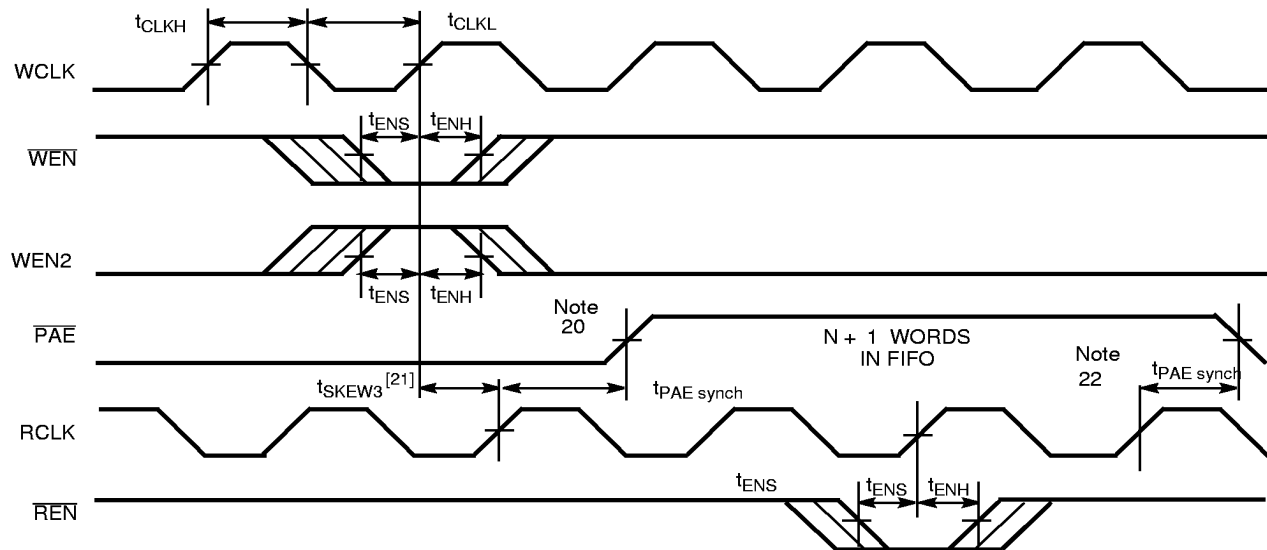 tCLKH
tCLKL
WCLK
tENS
tENH
WEN
WEN2
tENS
tENH
Note
20
PAE
N + 1 WORDS
IN FIFO
Note
22
tSKEW3 [21]
tPAE synch
tPAE synch
RCLK
tENS
tENS
tENH
REN